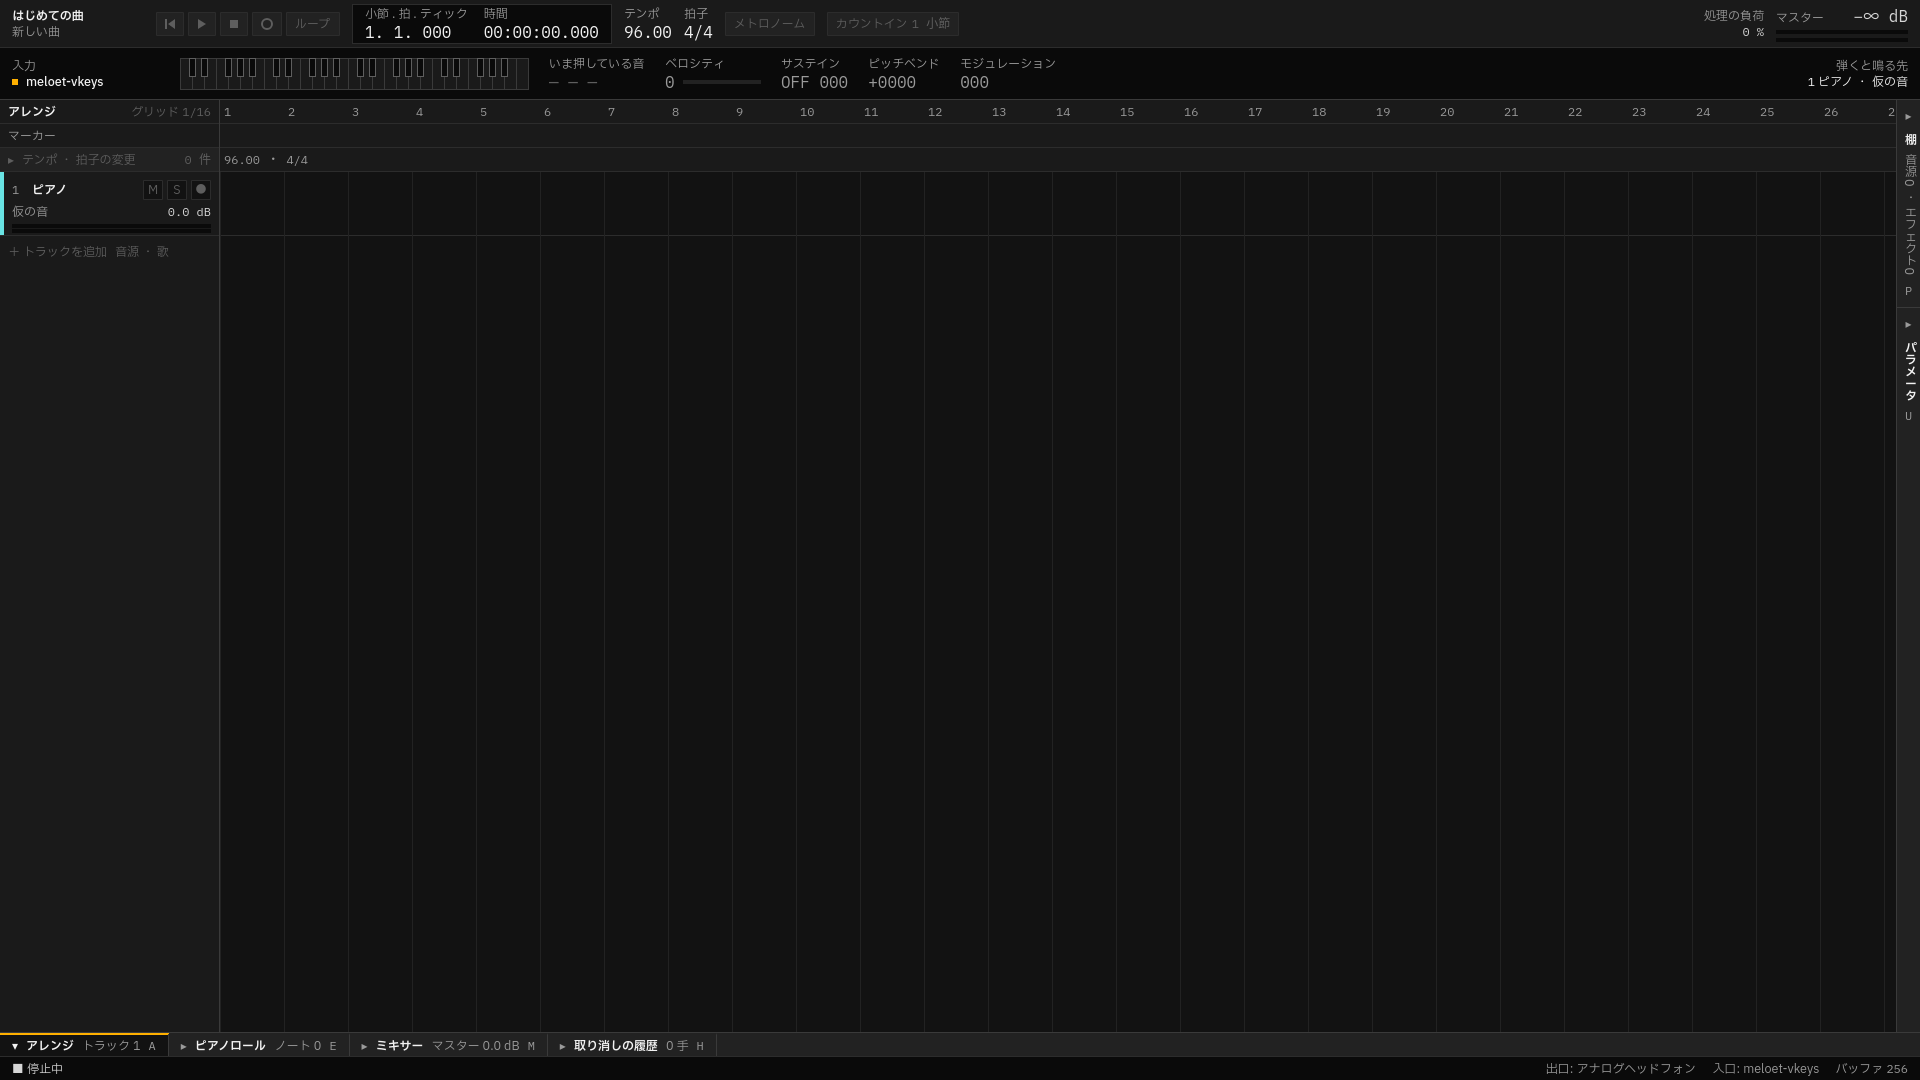 はじめての曲
新しい曲
ループ
小節 . 拍 . ティック 時間
1. 1. 000 00:00:00.000
テンポ 拍子
96.00 4/4
メトロノーム
カウントイン 1 小節
処理の負荷
0 %
マスター -∞ dB
入力
meloet-vkeys
いま押している音
— — —
ベロシティ
0
サステイン
OFF 000
ピッチベンド
+0000
モジュレーション
000
弾くと鳴る先
1 ピアノ ・ 仮の音
アレンジ グリッド 1/16
1 2 3 4 5 6 7 8 9 10 11 12 13 14 15 16 17 18 19 20 21 22 23 24 25 26 2
マーカー
▸ テンポ ・ 拍子の変更 0 件
96.00 ・ 4/4
1 ピアノ M S
仮の音 0.0 dB
＋トラックを追加 音源 ・ 歌
▸ 棚 音源 0 ・ エフェクト 0 P
▸ パラメータ U
▾ アレンジ トラック 1 A
▸ ピアノロール ノート 0 E
▸ ミキサー マスター 0.0 dB M
▸ 取り消しの履歴 0 手 H
■ 停止中
出口: アナログヘッドフォン 入口: meloet-vkeys バッファ 256